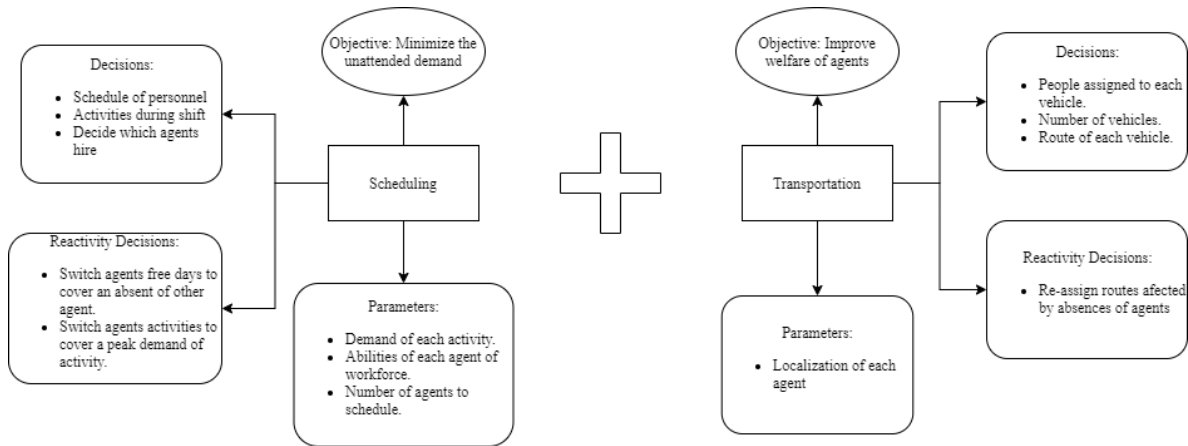 Objective: Minimize the
unattended demand
Decisions:
• Schedule of personnel
• Activities during shift
• Decide which agents
hire
Scheduling
Reactivity Decisions:
• Switch agents free days to
cover an absent of other
agent.
• Switch agents activities to
cover a peak demand of
activity.
Parameters:
• Demand of each activity.
• Abilities of each agent of
workforce.
• Number of agents to
schedule.
Objective: Improve
welfare of agents
Decisions:
• People assigned to each
vehicle.
• Number of vehicles.
• Route of each vehicle.
Transportation
Reactivity Decisions:
• Re-assign routes afected
by absences of agents
Parameters:
• Localization of each
agent